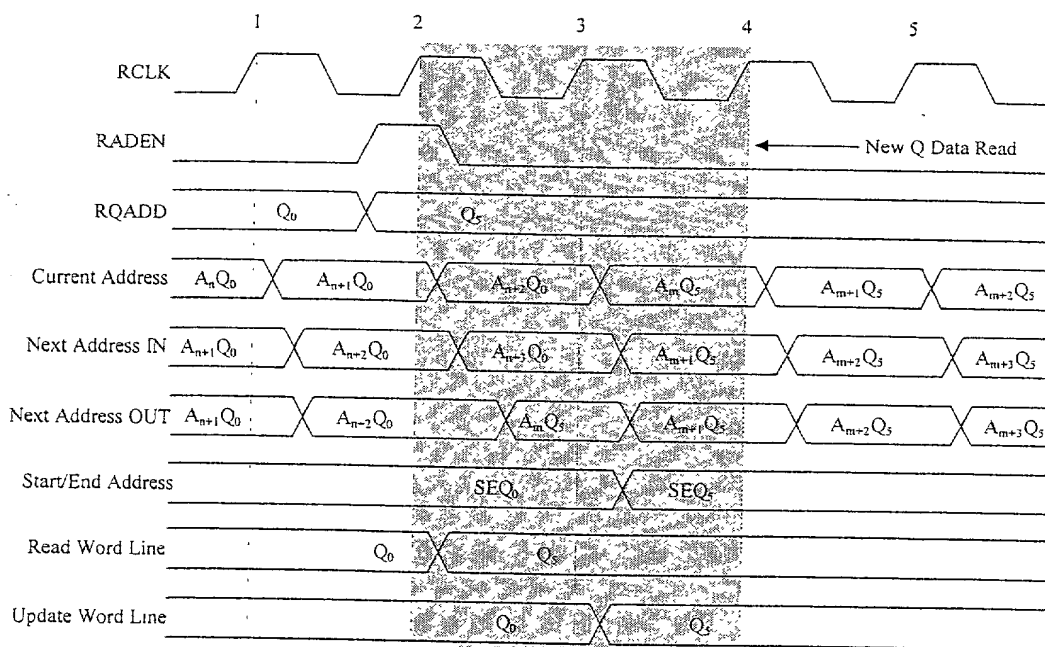 1 2 3 4 5
RCLK
RADEN
New Q Data Read
RQADD Q₀ Q₅
Current Address AₙQ₀ Aₙ₊₁Q₀ Aₙ₊₂Q₀ AₘQ₅ Aₘ₊₁Q₅ Aₘ₊₂Q₅
Next Address IN Aₙ₊₁Q₀ Aₙ₊₂Q₀ Aₙ₊₃Q₀ Aₘ₊₁Q₅ Aₘ₊₂Q₅ Aₘ₊₃Q₅
Next Address OUT Aₙ₊₁Q₀ Aₙ₊₂Q₀ AₘQ₅ Aₘ₊₁Q₅ Aₘ₊₂Q₅ Aₘ₊₃Q₅
Start/End Address SEQ₀ SEQ₅
Read Word Line Q₀ Q₅
Update Word Line Q₀ Q₅